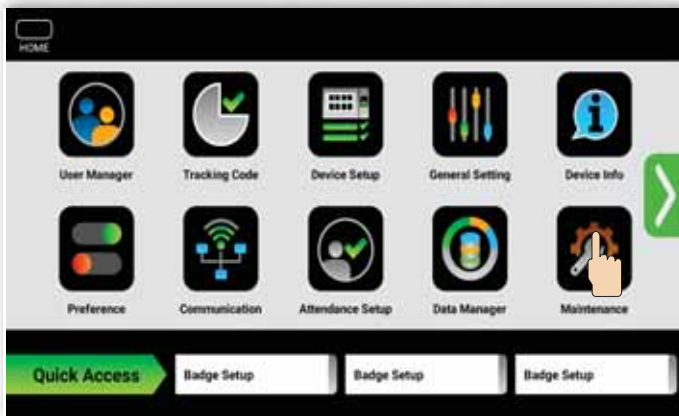 HOME
User Manager
Tracking Code
Device Setup
General Setting
Device Info
Preference
Communication
Attendance Setup
Data Manager
Maintenance
Quick Access
Badge Setup
Badge Setup
Badge Setup